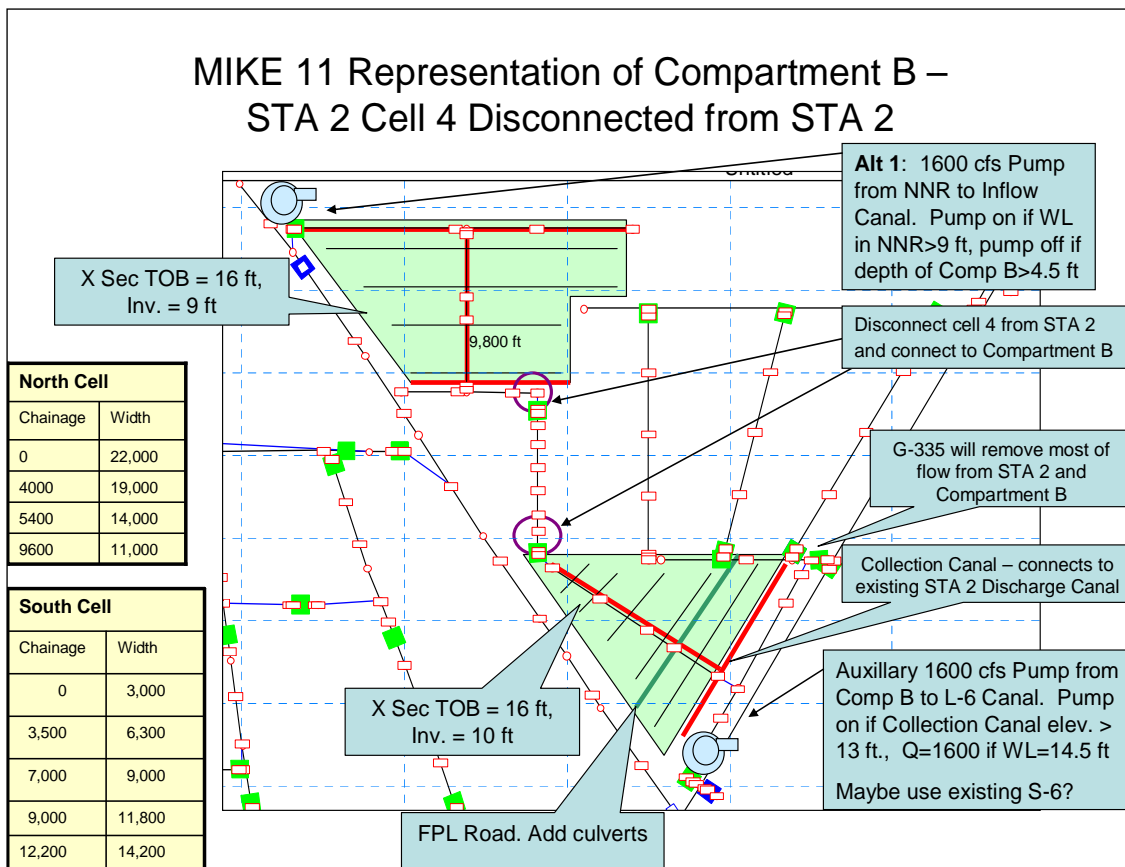 MIKE 11 Representation of Compartment B –
STA 2 Cell 4 Disconnected from STA 2
Untitled
Alt 1: 1600 cfs Pump
from NNR to Inflow
Canal. Pump on if WL
in NNR>9 ft, pump off if
depth of Comp B>4.5 ft
X Sec TOB = 16 ft,
Inv. = 9 ft
9,800 ft
Disconnect cell 4 from STA 2
and connect to Compartment B
North Cell
Chainage Width
0 22,000
4000 19,000
5400 14,000
9600 11,000
G-335 will remove most of
flow from STA 2 and
Compartment B
Collection Canal – connects to
existing STA 2 Discharge Canal
South Cell
Chainage Width
0 3,000
3,500 6,300
7,000 9,000
9,000 11,800
12,200 14,200
X Sec TOB = 16 ft,
Inv. = 10 ft
Auxillary 1600 cfs Pump from
Comp B to L-6 Canal. Pump
on if Collection Canal elev. >
13 ft., Q=1600 if WL=14.5 ft
Maybe use existing S-6?
FPL Road. Add culverts